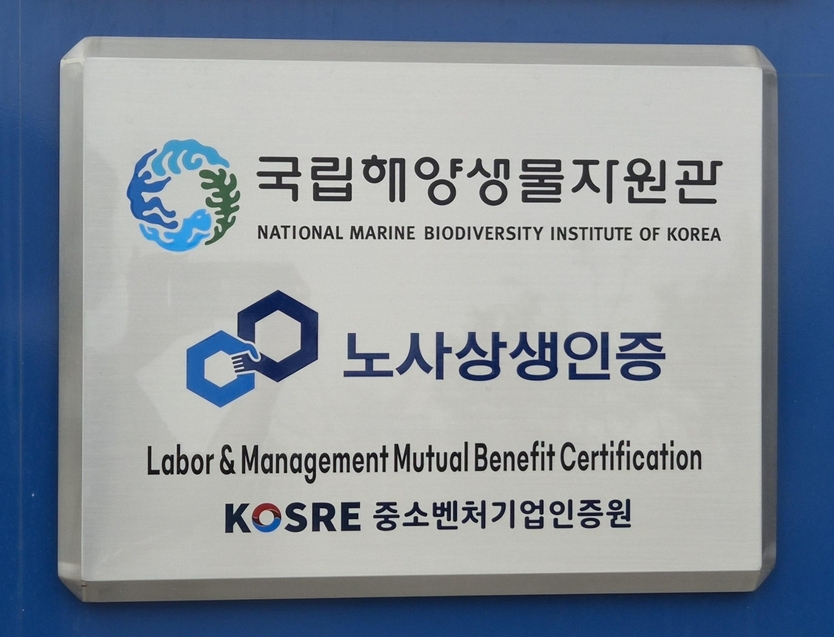 국립해양생물자원관
NATIONAL MARINE BIODIVERSITY INSTITUTE OF KOREA
노사상생인증
Labor & Management Mutual Benefit Certification
KOSRE 중소벤처기업인증원